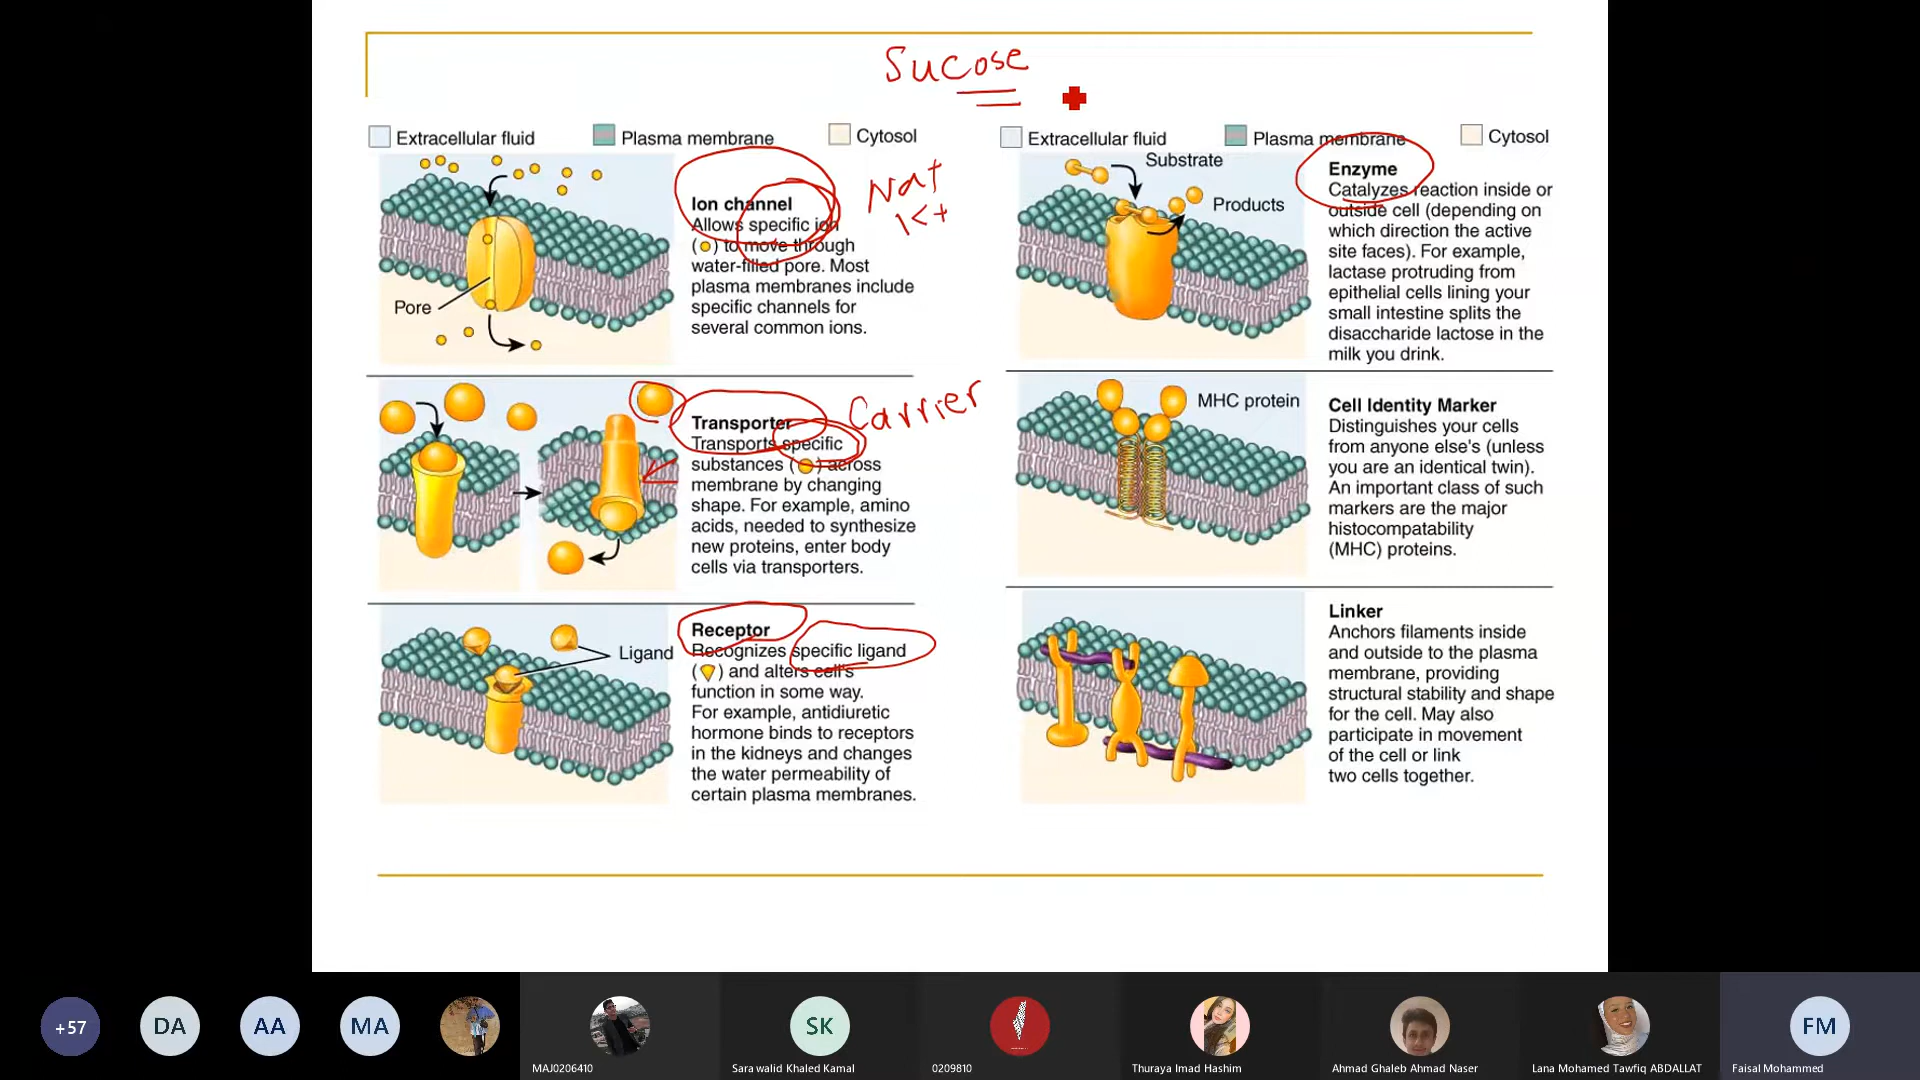 Sucose
Extracellular fluid
Plasma membrane
Cytosol
Pore
Ion channel
Allows specific ion
( ) to move through
water-filled pore. Most
plasma membranes include
specific channels for
several common ions.
Na+
K+
Transporter
Carrier
Transports specific
substances ( ) across
membrane by changing
shape. For example, amino
acids, needed to synthesize
new proteins, enter body
cells via transporters.
Ligand
Receptor
Recognizes specific ligand
( ) and alters cell's
function in some way.
For example, antidiuretic
hormone binds to receptors
in the kidneys and changes
the water permeability of
certain plasma membranes.
Extracellular fluid
Plasma membrane
Cytosol
Substrate
Products
Enzyme
Catalyzes reaction inside or
outside cell (depending on
which direction the active
site faces). For example,
lactase protruding from
epithelial cells lining your
small intestine splits the
disaccharide lactose in the
milk you drink.
MHC protein
Cell Identity Marker
Distinguishes your cells
from anyone else's (unless
you are an identical twin).
An important class of such
markers are the major
histocompatability
(MHC) proteins.
Linker
Anchors filaments inside
and outside to the plasma
membrane, providing
structural stability and shape
for the cell. May also
participate in movement
of the cell or link
two cells together.
+57
DA
AA
MA
MAJ0206410
SK
Sara walid Khaled Kamal
0209810
Thuraya Imad Hashim
Ahmad Ghaleb Ahmad Naser
Lana Mohamed Tawfiq ABDALLAT
FM
Faisal Mohammed